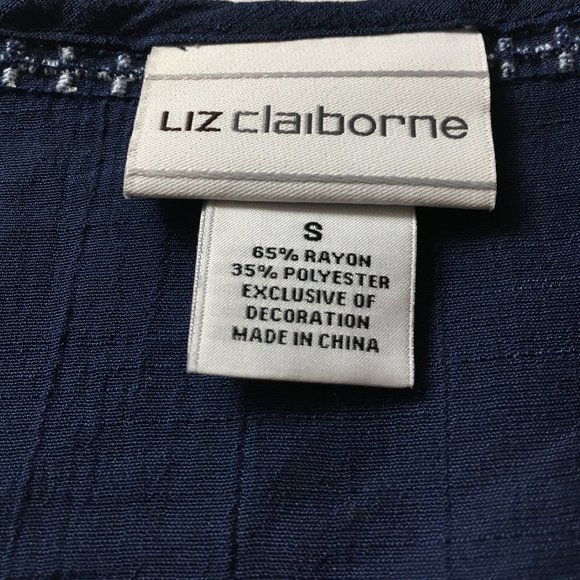 LIZ claiborne
S
65% RAYON
35% POLYESTER
EXCLUSIVE OF
DECORATION
MADE IN CHINA